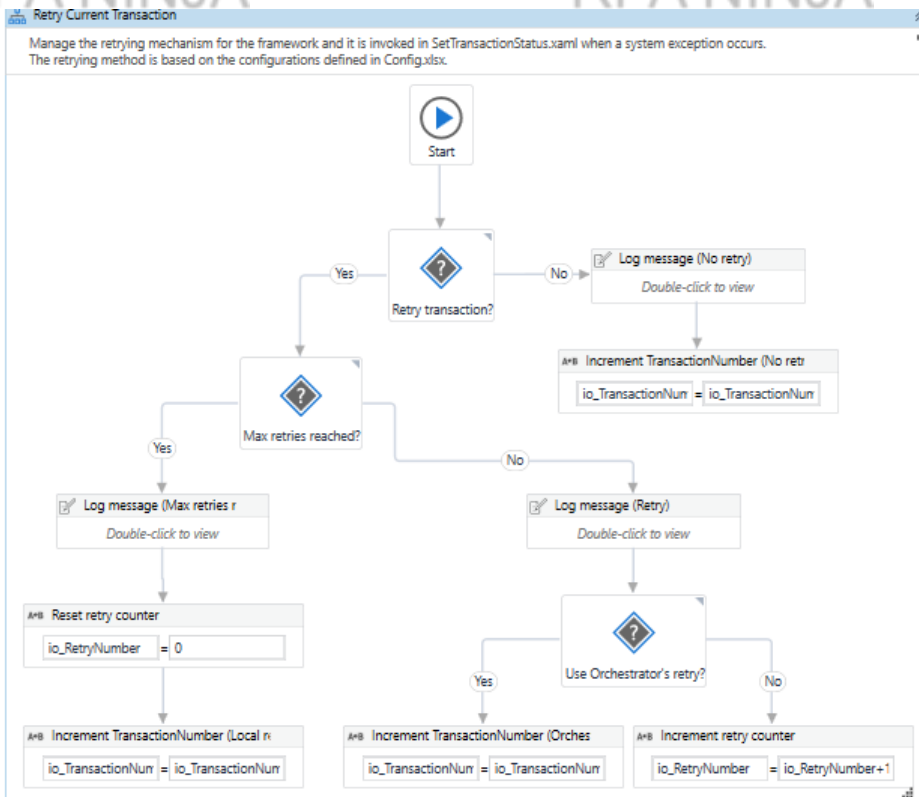 RPA NINJA
RPA NINJA
Retry Current Transaction
Manage the retrying mechanism for the framework and it is invoked in SetTransactionStatus.xaml when a system exception occurs.
The retrying method is based on the configurations defined in Config.xlsx.
Start
Retry transaction?
Yes
No
Log message (No retry)
Double-click to view
A*B Increment TransactionNumber (No retr
io_TransactionNum = io_TransactionNum
Max retries reached?
Yes
No
Log message (Max retries r
Double-click to view
Log message (Retry)
Double-click to view
A*B Reset retry counter
io_RetryNumber = 0
Use Orchestrator's retry?
Yes
No
A*B Increment TransactionNumber (Local re
io_TransactionNum = io_TransactionNum
A*B Increment TransactionNumber (Orches
io_TransactionNum = io_TransactionNum
A*B Increment retry counter
io_RetryNumber = io_RetryNumber+1